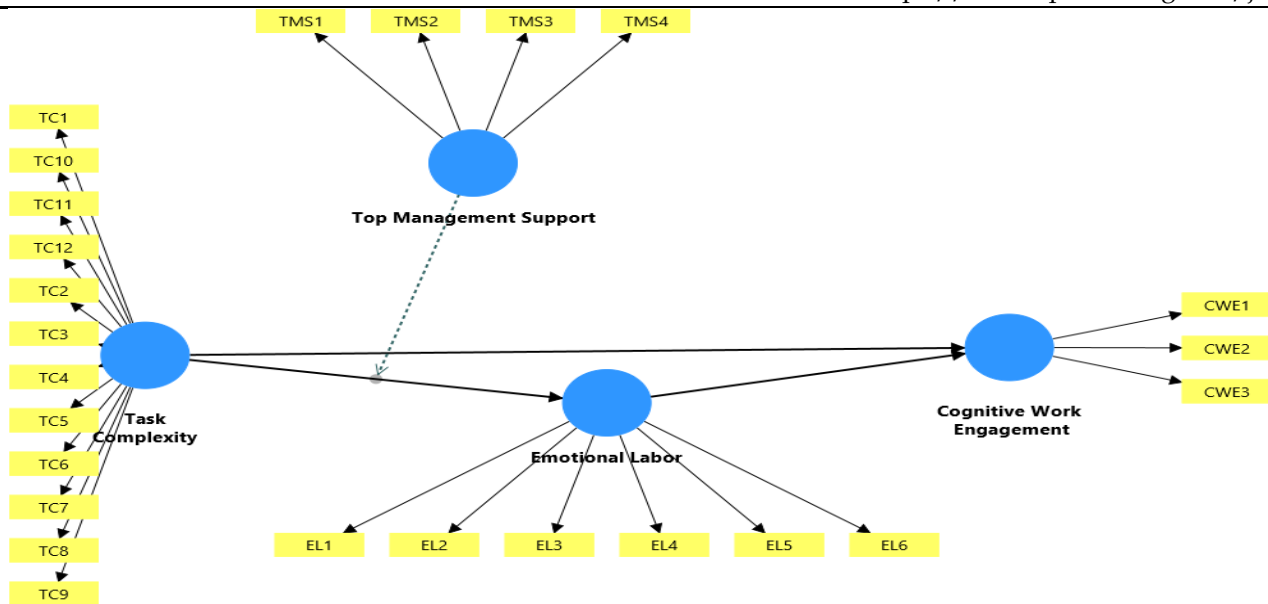 TMS1 TMS2 TMS3 TMS4
TC1
TC10
TC11
TC12
TC2
TC3
TC4
TC5
TC6
TC7
TC8
TC9
Top Management Support
Task
Complexity
Emotional Labor
EL1 EL2 EL3 EL4 EL5 EL6
Cognitive Work
Engagement
CWE1
CWE2
CWE3